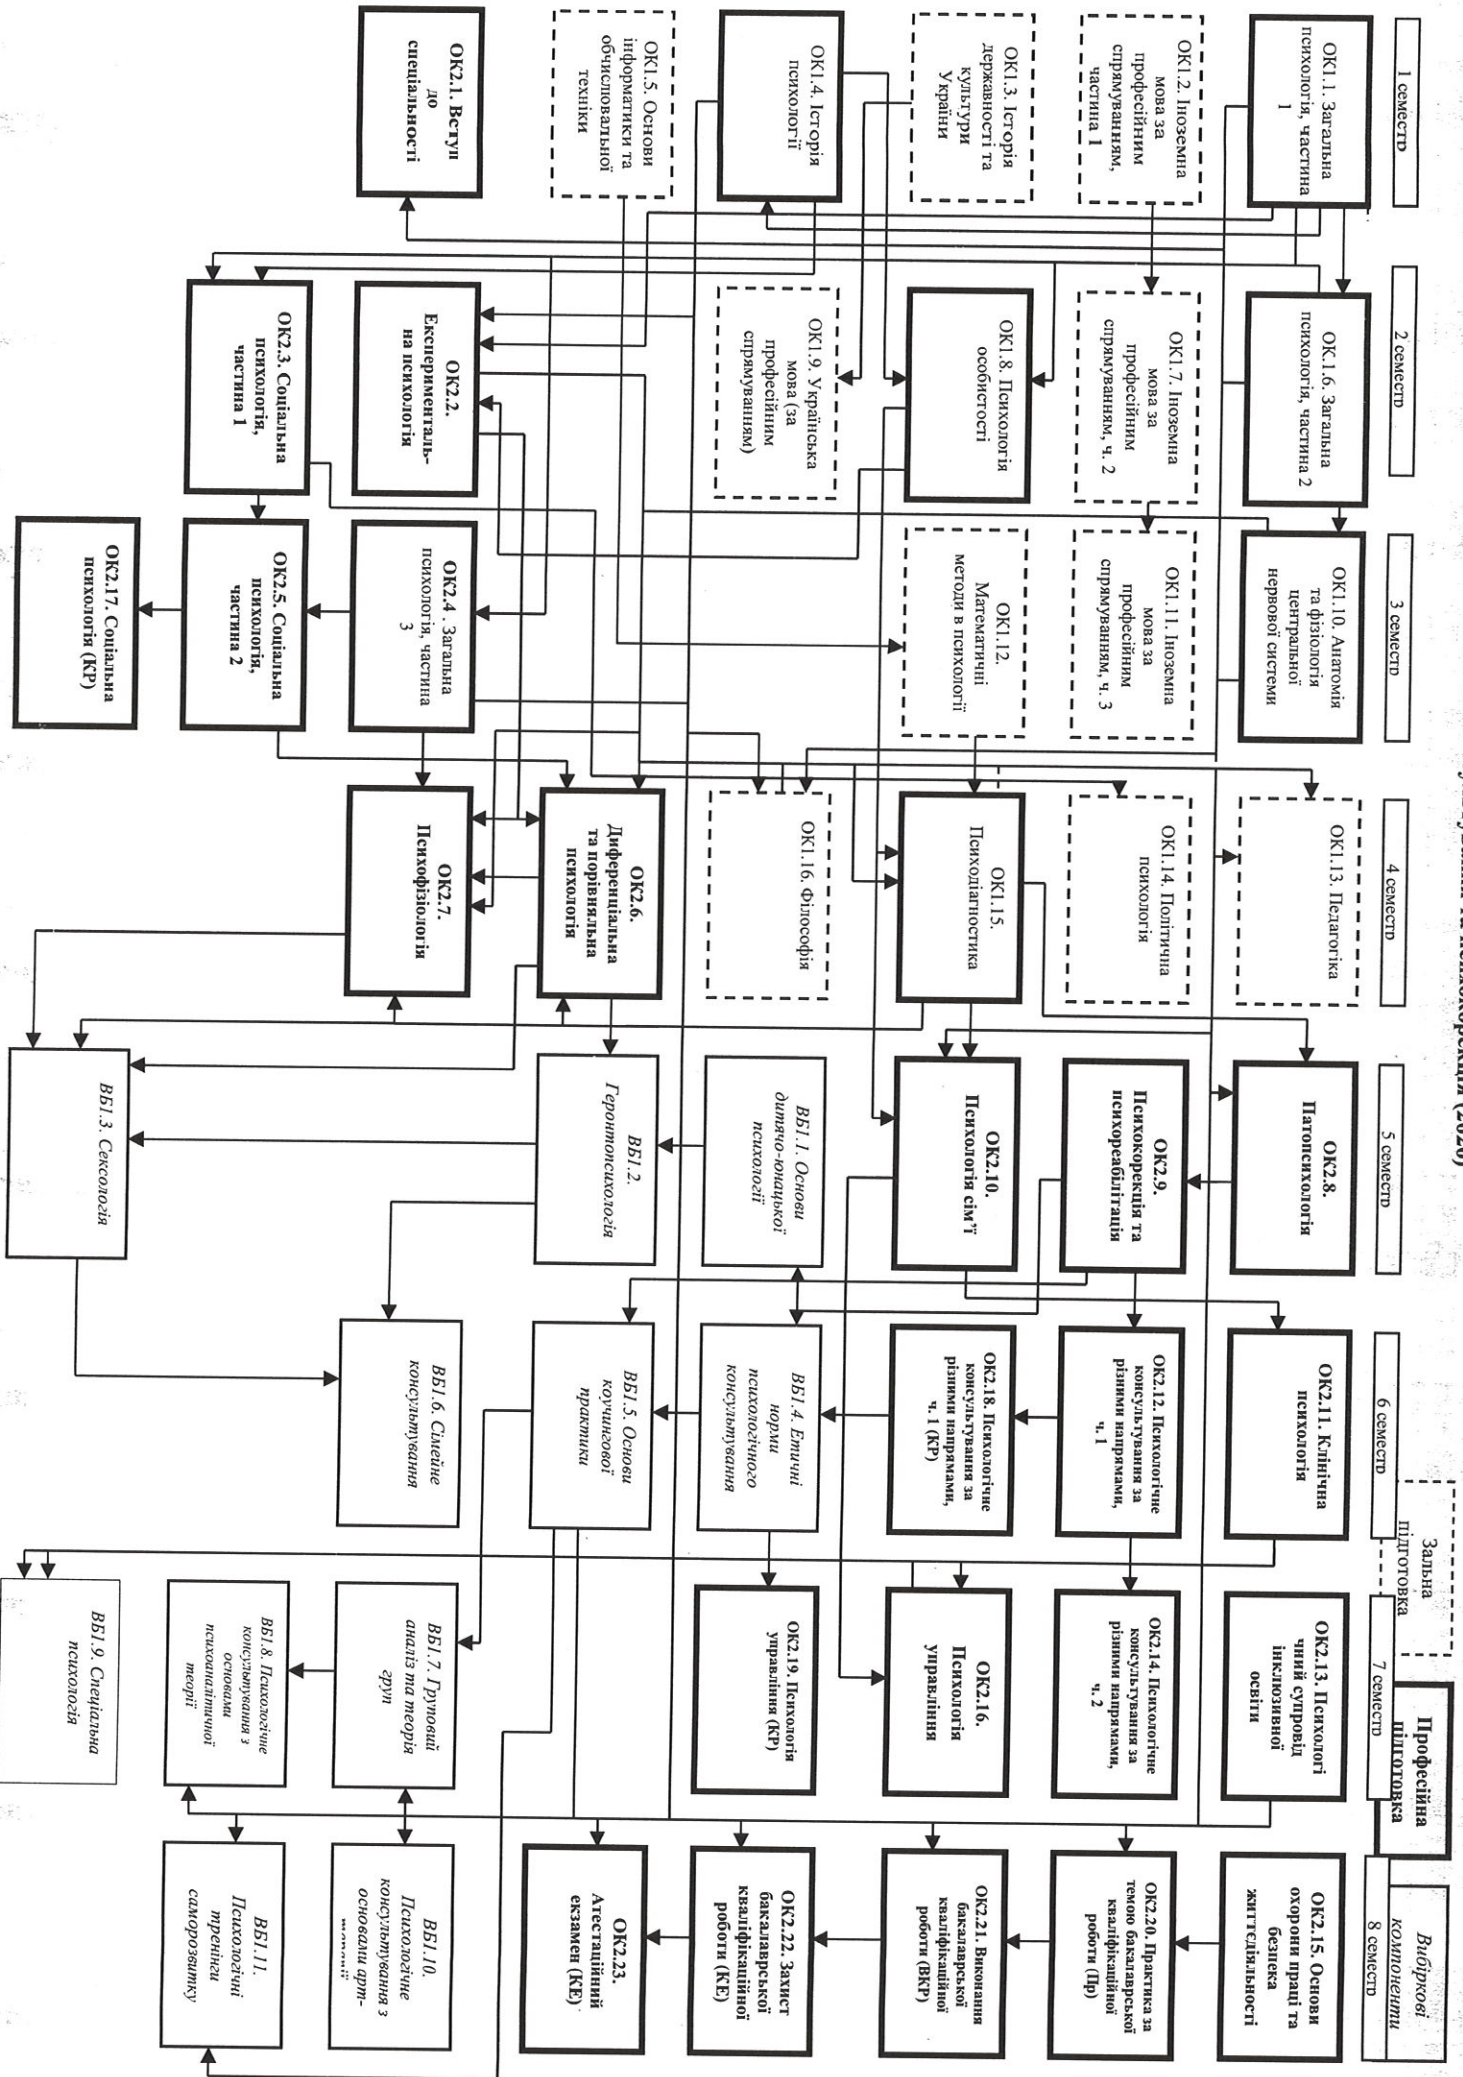 психокорекція (2020)
Зальна
підготовка
Професійна
підготовка
Вибіркові
компоненти
1 семестр
2 семестр
3 семестр
4 семестр
5 семестр
6 семестр
7 семестр
8 семестр
ОК1.1. Загальна
психологія, частина
1
ОК1.2. Іноземна
мова за
професійним
спрямуванням,
частина 1
ОК1.3. Історія
державності та
культури
України
ОК1.4. Історія
психології
ОК1.5. Основи
інформатики та
обчислювальної
техніки
ОК2.1. Вступ
до
спеціальності
ОК.1.6. Загальна
психологія, частина 2
ОК1.7. Іноземна
мова за
професійним
спрямуванням, ч. 2
ОК1.8. Психологія
особистості
ОК1.9. Українська
мова (за
професійним
спрямуванням)
ОК2.2.
Експерименталь-
на психологія
ОК2.3. Соціальна
психологія,
частина 1
ОК1.10. Анатомія
та фізіологія
центральної
нервової системи
ОК1.11. Іноземна
мова за
професійним
спрямуванням, ч. 3
ОК1.12.
Математичні
методи в психології
ОК2.4 . Загальна
психологія, частина
3
ОК2.5. Соціальна
психологія,
частина 2
ОК2.17. Соціальна
психологія (КР)
ОК1.13. Педагогіка
ОК1.14. Політична
психологія
ОК1.15.
Психодіагностика
ОК1.16. Філософія
ОК2.6.
Диференціальна
та порівняльна
психологія
ОК2.7.
Психофізіологія
ОК2.8.
Патопсихологія
ОК2.9.
Психокорекція та
психореабілітація
ОК2.10.
Психологія сім’ї
ВБ1.1. Основи
дитячо-юнацької
психології
ВБ1.2.
Геронтопсихологія
ВБ1.3. Сексологія
ОК2.11. Клінічна
психологія
ОК2.12. Психологічне
консультування за
різними напрямами,
ч. 1
ОК2.18. Психологічне
консультування за
різними напрямами,
ч. 1 (КР)
ВБ1.4. Етичні
норми
психологічного
консультування
ВБ1.5. Основи
коучингової
практики
ВБ1.6. Сімейне
консультування
ОК2.13. Психологі
чний супровід
інклюзивної
освіти
ОК2.14. Психологічне
консультування за
різними напрямами,
ч. 2
ОК2.16.
Психологія
управління
ОК2.19. Психологія
управління (КР)
ВБ1.7. Груповий
аналіз та теорія
груп
ВБ1.8. Психологічне
консультування з
основами
психоаналітичної
теорії
ВБ1.9. Спеціальна
психологія
ОК2.15. Основи
охорони праці та
безпека
життєдіяльності
ОК2.20. Практика за
темою бакалаврської
кваліфікаційної
роботи (Пр)
ОК2.21. Виконання
бакалаврської
кваліфікаційної
роботи (ВКР)
ОК2.22. Захист
бакалаврської
кваліфікаційної
роботи (КЕ)
ОК2.23.
Атестаційний
екзамен (КЕ)
ВБ1.10.
Психологічне
консультування з
основами арт-
ВБ1.11.
Психологічні
тренінги
саморозвитку